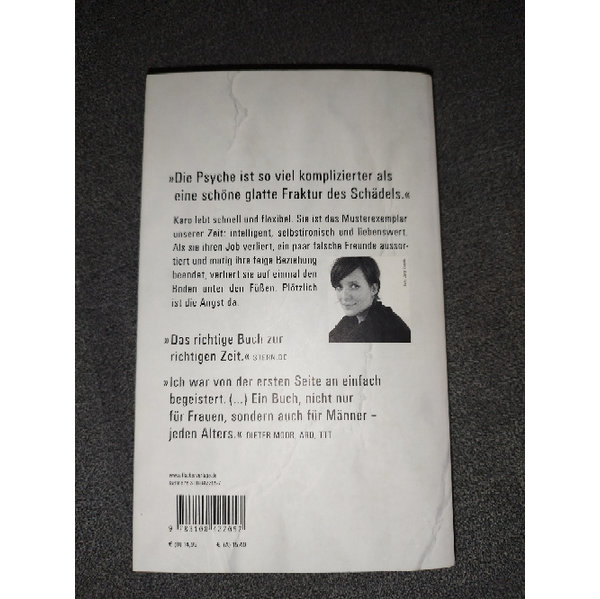 »Die Psyche ist so viel komplizierter als
eine schöne glatte Fraktur des Schädels.«
Karo lebt schnell und flexibel. Sie ist das Musterexemplar
unserer Zeit: intelligent, selbstironisch und liebenswert.
Als sie ihren Job verliert, ein paar falsche Freunde aussor-
tiert und mutig ihre feige Beziehung
beendet, verliert sie auf einmal den
Boden unter den Füßen. Plötzlich
ist die Angst da.
»Das richtige Buch zur
richtigen Zeit.« STERN.DE
»Ich war von der ersten Seite an einfach
begeistert. (...) Ein Buch, nicht nur
für Frauen, sondern auch für Männer –
jeden Alters.« DIETER MOOR, ARD, TTT